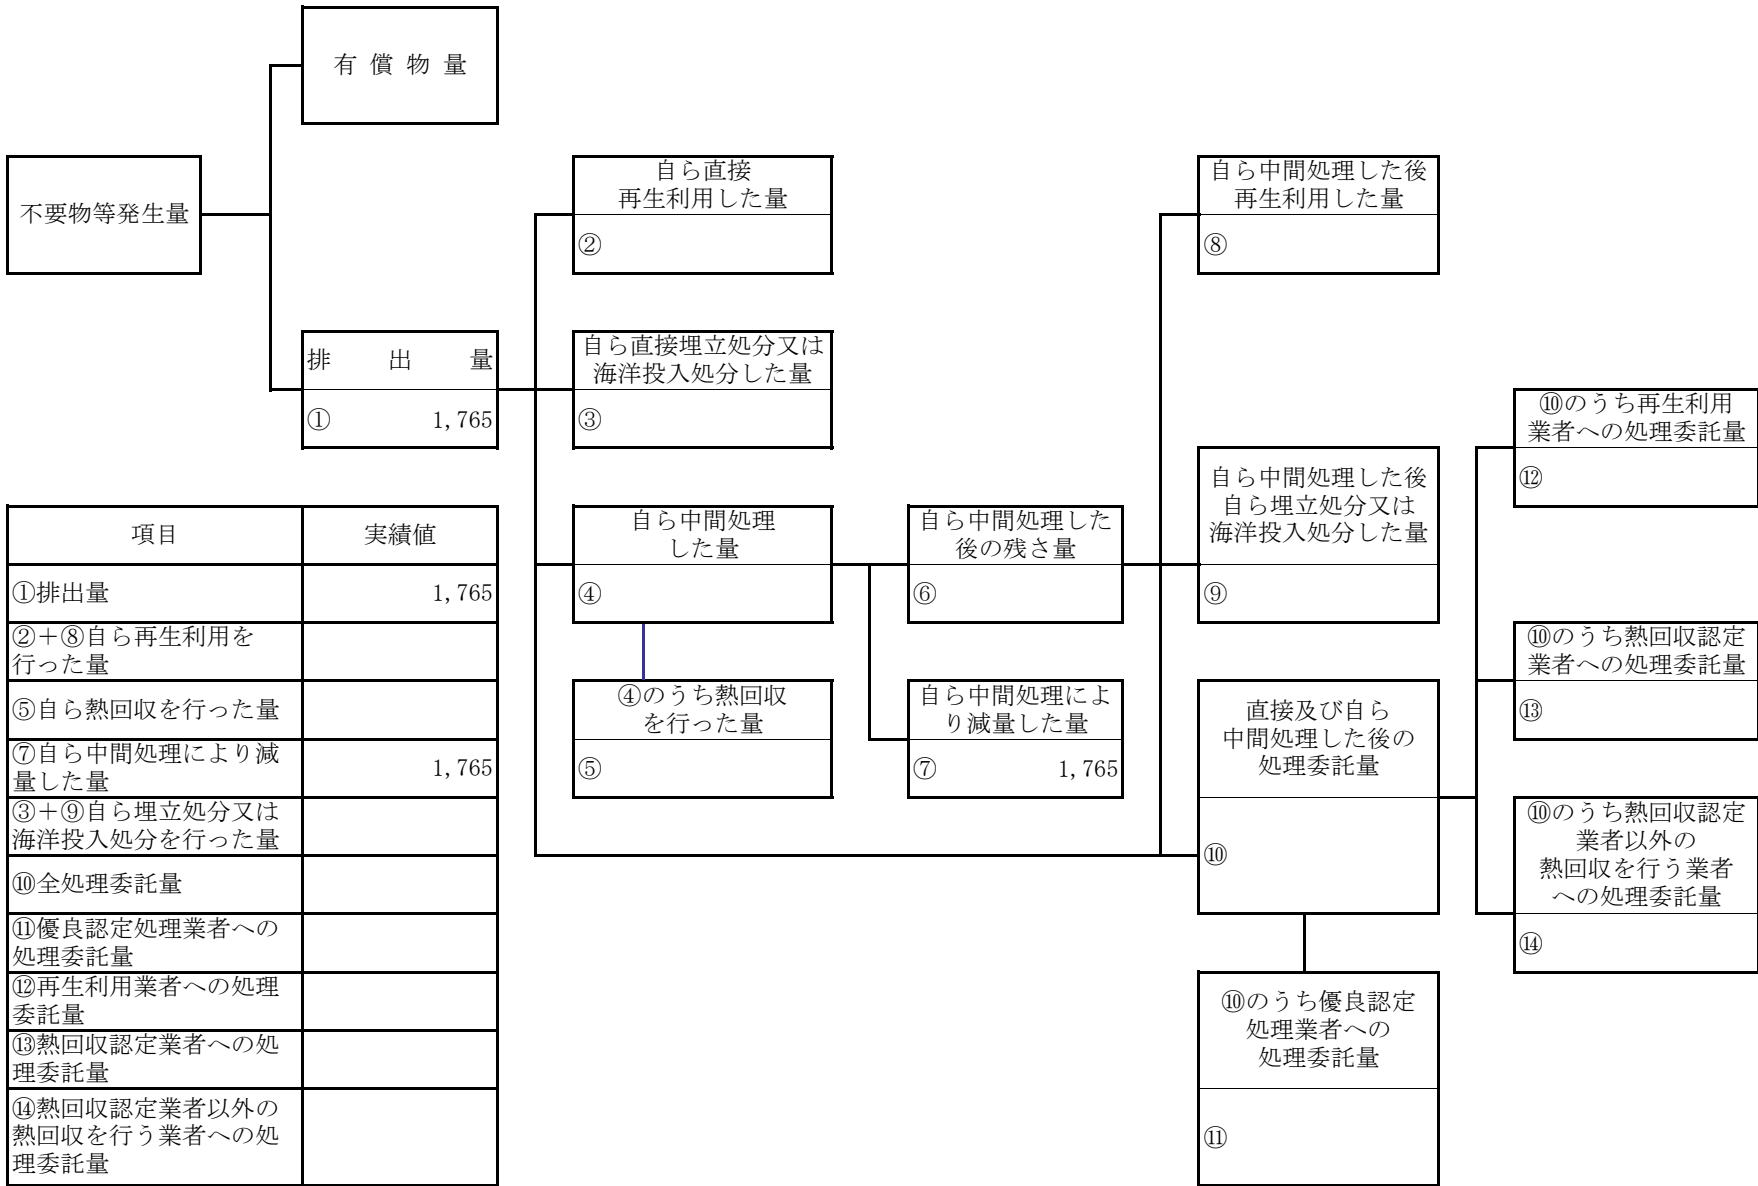 有償物量
不要物等発生量
排出量
① 1,765
自ら直接
再生利用した量
②
自ら直接埋立処分又は
海洋投入処分した量
③
自ら中間処理
した量
④
④のうち熱回収
を行った量
⑤
自ら中間処理した
後の残さ量
⑥
自ら中間処理によ
り減量した量
⑦ 1,765
自ら中間処理した後
再生利用した量
⑧
自ら中間処理した後
自ら埋立処分又は
海洋投入処分した量
⑨
直接及び自ら
中間処理した後の
処理委託量
⑩
⑩のうち優良認定
処理業者への
処理委託量
⑪
⑩のうち再生利用
業者への処理委託量
⑫
⑩のうち熱回収認定
業者への処理委託量
⑬
⑩のうち熱回収認定
業者以外の
熱回収を行う業者
への処理委託量
⑭
項目 実績値
①排出量 1,765
②+⑧自ら再生利用を
行った量
⑤自ら熱回収を行った量
⑦自ら中間処理により減
量した量 1,765
③+⑨自ら埋立処分又は
海洋投入処分を行った量
⑩全処理委託量
⑪優良認定処理業者への
処理委託量
⑫再生利用業者への処理
委託量
⑬熱回収認定業者への処
理委託量
⑭熱回収認定業者以外の
熱回収を行う業者への処
理委託量